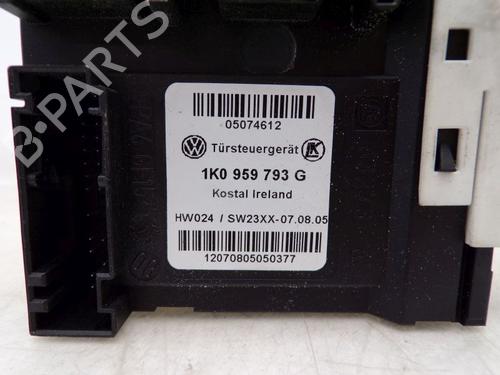 05074612
Türsteuergerät
1K0 959 793 G
Kostal Ireland
HW024 / SW23XX-07.08.05
12070805050377
B-PARTS